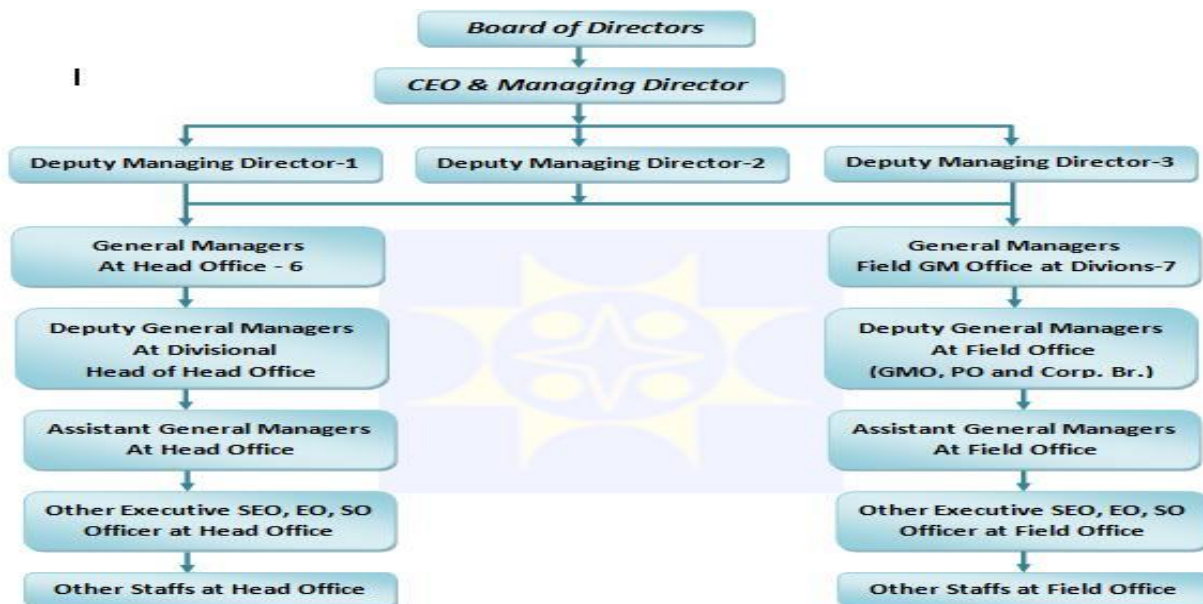 Board of Directors
I
CEO & Managing Director
Deputy Managing Director-1
Deputy Managing Director-2
Deputy Managing Director-3
General Managers
At Head Office - 6
General Managers
Field GM Office at Divions-7
Deputy General Managers
At Divisional
Head of Head Office
Deputy General Managers
At Field Office
(GMO, PO and Corp. Br.)
Assistant General Managers
At Head Office
Assistant General Managers
At Field Office
Other Executive SEO, EO, SO
Officer at Head Office
Other Executive SEO, EO, SO
Officer at Field Office
Other Staffs at Head Office
Other Staffs at Field Office